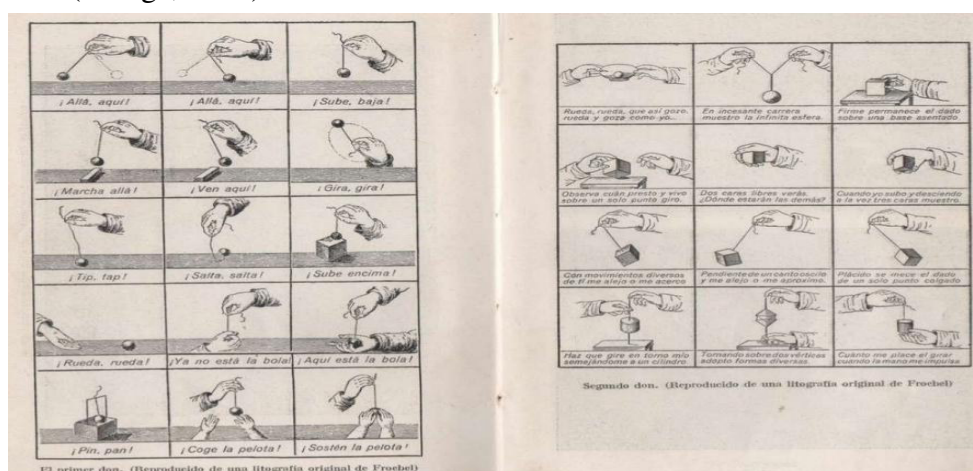 ¡Allá, aquí!
¡Allá, aquí!
¡Sube, baja!
¡Marcha allá!
¡Ven aquí!
¡Gira, gira!
¡Tip, tap!
¡Salta, salta!
¡Sube encima!
¡Rueda, rueda!
¡Ya no está la bola!
¡Aquí está la bola!
¡Pin, pan!
¡Coge la pelota!
¡Sostén la pelota!
El primer don. (Reproducido de una litografía original de Froebel)
Rueda, rueda, que así gozo,
rueda y goza como yo...
En incesante carrera
muestro la infinita esfera.
Firme permanece el dado
sobre una base asentado.
Observa cuán presto y vivo
sobre un solo punto giro.
Dos caras libres verás.
¿Dónde estarán las demás?
Cuando yo subo y desciendo
a la vez tres caras muestro.
Con movimientos diversos
de ti me alejo o me acerco
Pendiente de un canto oscilo
y me alejo o me aproximo.
Plácido se mece el dado
de un solo punto colgado
Haz que gire en torno mío
semejándome a un cilindro.
Tornando sobre dos vértices
adopto formas diversas.
Cuánto me place el girar
cuando la mano me impulsa
Segundo don. (Reproducido de una litografía original de Froebel)